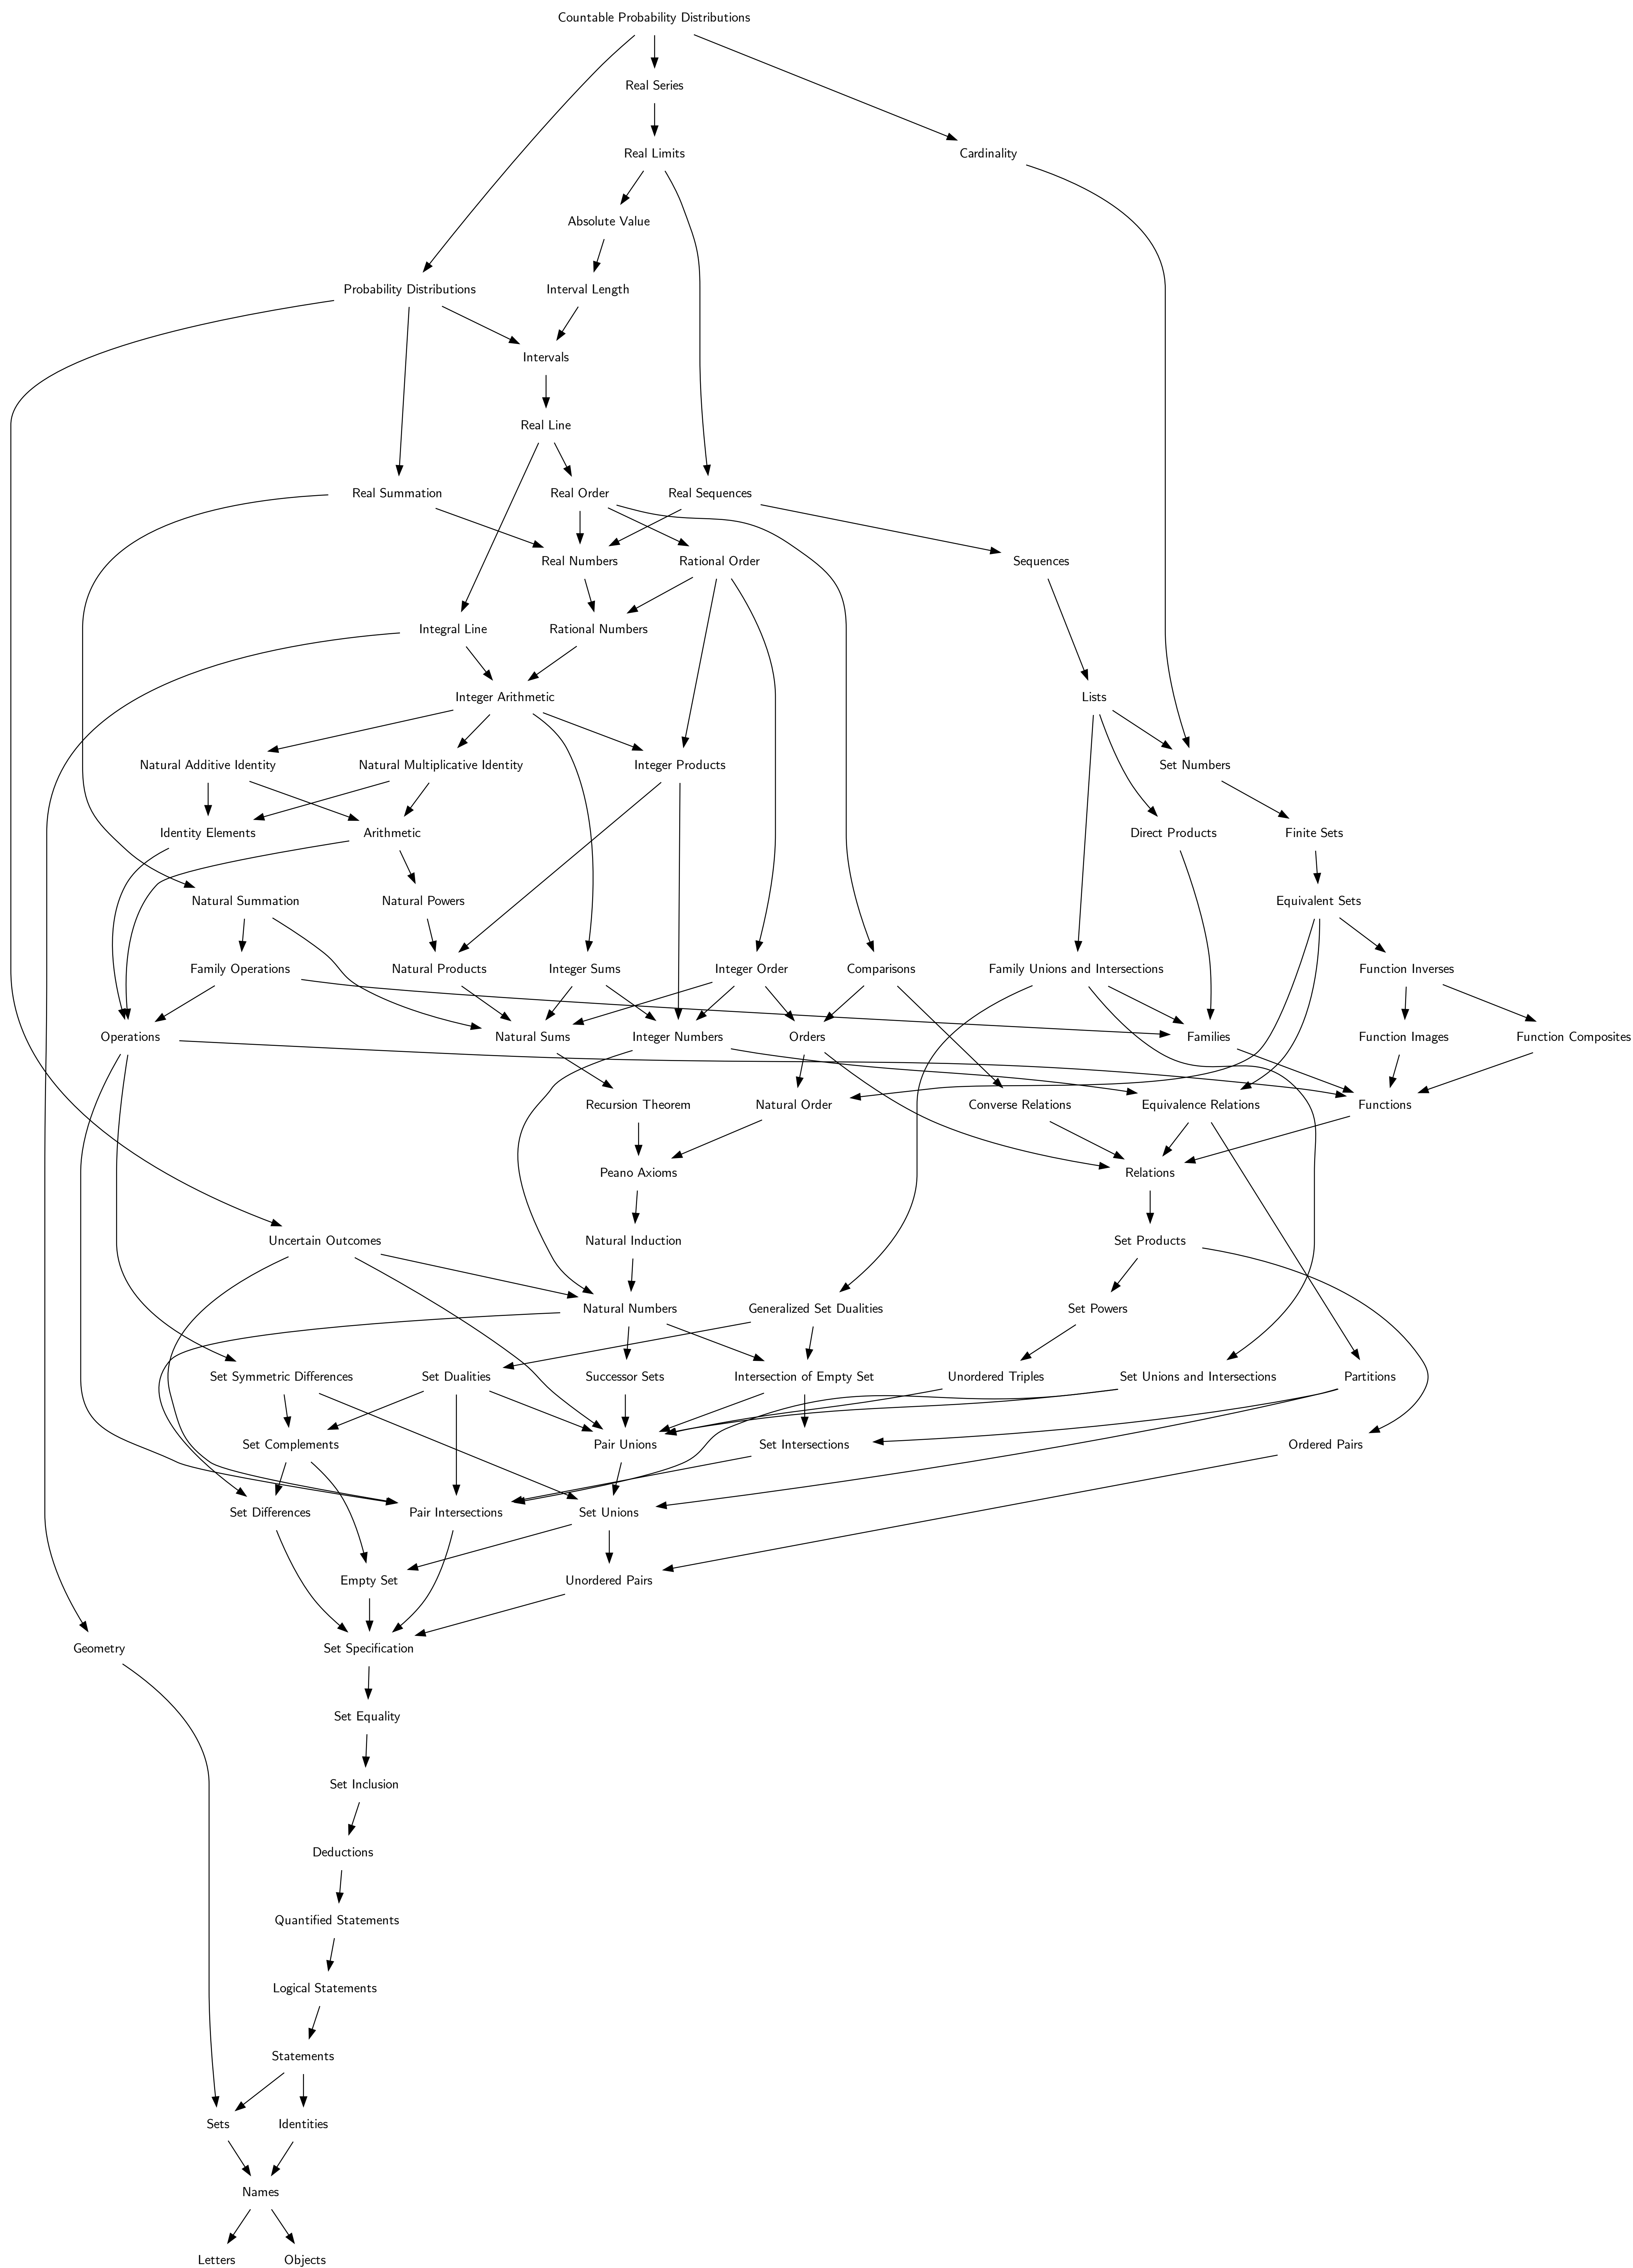 Countable Probability Distributions
Real Series
Real Limits
Cardinality
Absolute Value
Probability Distributions
Interval Length
Intervals
Real Line
Real Summation
Real Order
Real Sequences
Real Numbers
Rational Order
Sequences
Integral Line
Rational Numbers
Integer Arithmetic
Lists
Natural Additive Identity
Natural Multiplicative Identity
Integer Products
Set Numbers
Identity Elements
Arithmetic
Direct Products
Finite Sets
Natural Summation
Natural Powers
Equivalent Sets
Family Operations
Natural Products
Integer Sums
Integer Order
Comparisons
Family Unions and Intersections
Function Inverses
Operations
Natural Sums
Integer Numbers
Orders
Families
Function Images
Function Composites
Recursion Theorem
Natural Order
Converse Relations
Equivalence Relations
Functions
Peano Axioms
Relations
Uncertain Outcomes
Natural Induction
Set Products
Natural Numbers
Generalized Set Dualities
Set Powers
Set Symmetric Differences
Set Dualities
Successor Sets
Intersection of Empty Set
Unordered Triples
Set Unions and Intersections
Partitions
Set Complements
Pair Unions
Set Intersections
Ordered Pairs
Set Differences
Pair Intersections
Set Unions
Empty Set
Unordered Pairs
Geometry
Set Specification
Set Equality
Set Inclusion
Deductions
Quantified Statements
Logical Statements
Statements
Sets
Identities
Names
Letters
Objects